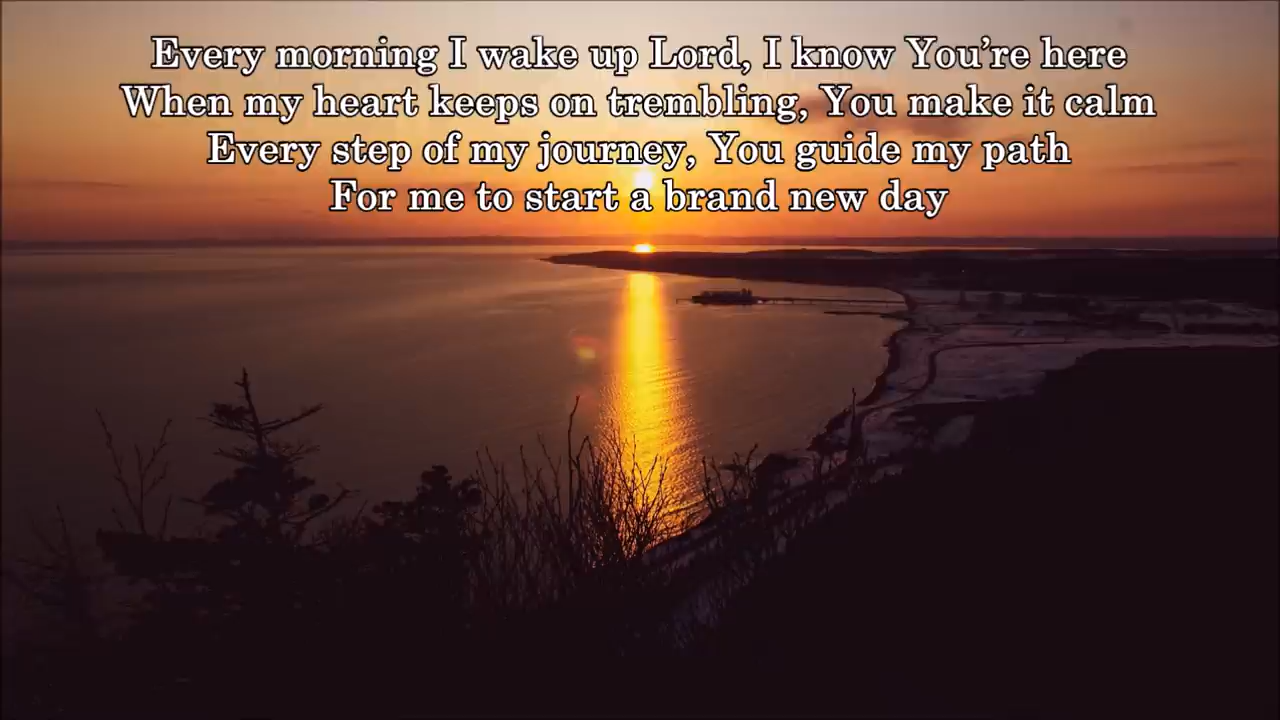 Every morning I wake up Lord, I know You’re here
When my heart keeps on trembling, You make it calm
Every step of my journey, You guide my path
For me to start a brand new day